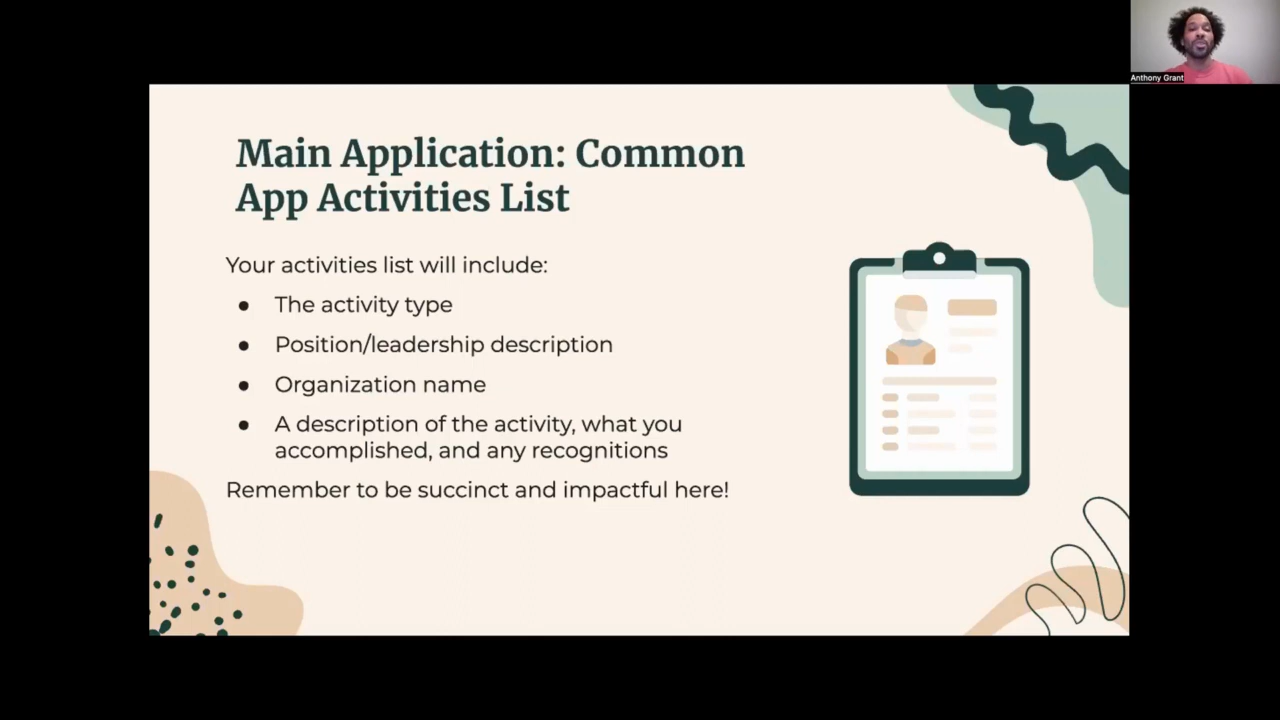 Anthony Grant
Main Application: Common
App Activities List
Your activities list will include:
● The activity type
● Position/leadership description
● Organization name
● A description of the activity, what you
accomplished, and any recognitions
Remember to be succinct and impactful here!